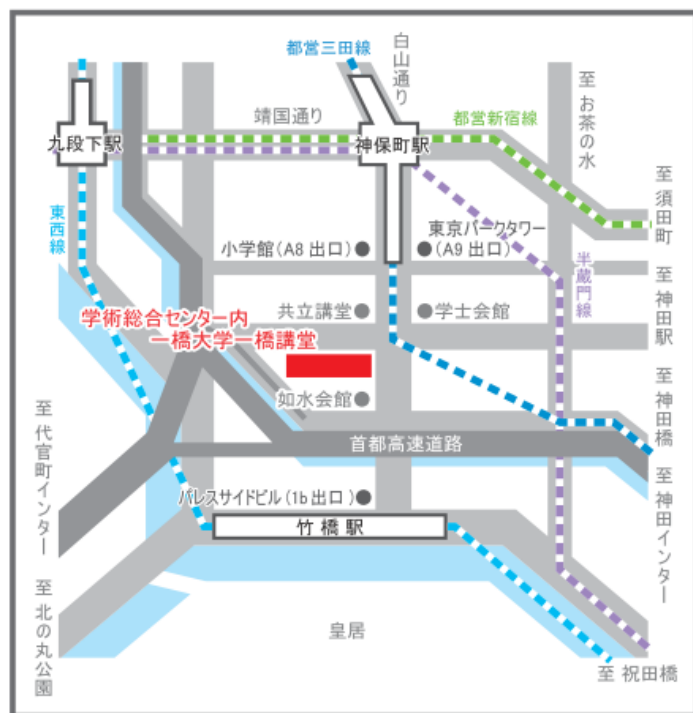 都営三田線
白山通り
至 お茶の水
靖国通り
都営新宿線
九段下駅
神保町駅
至 須田町
東西線
東京パークタワー
小学館(A8 出口)
(A9 出口)
半蔵門線
至 神田駅
共立講堂
学士会館
学術総合センター内
一橋大学一橋講堂
如水会館
至 神田橋
至 代官町インター
首都高速道路
至 神田インター
パレスサイドビル(1b 出口)
竹橋駅
至 北の丸公園
皇居
至 祝田橋